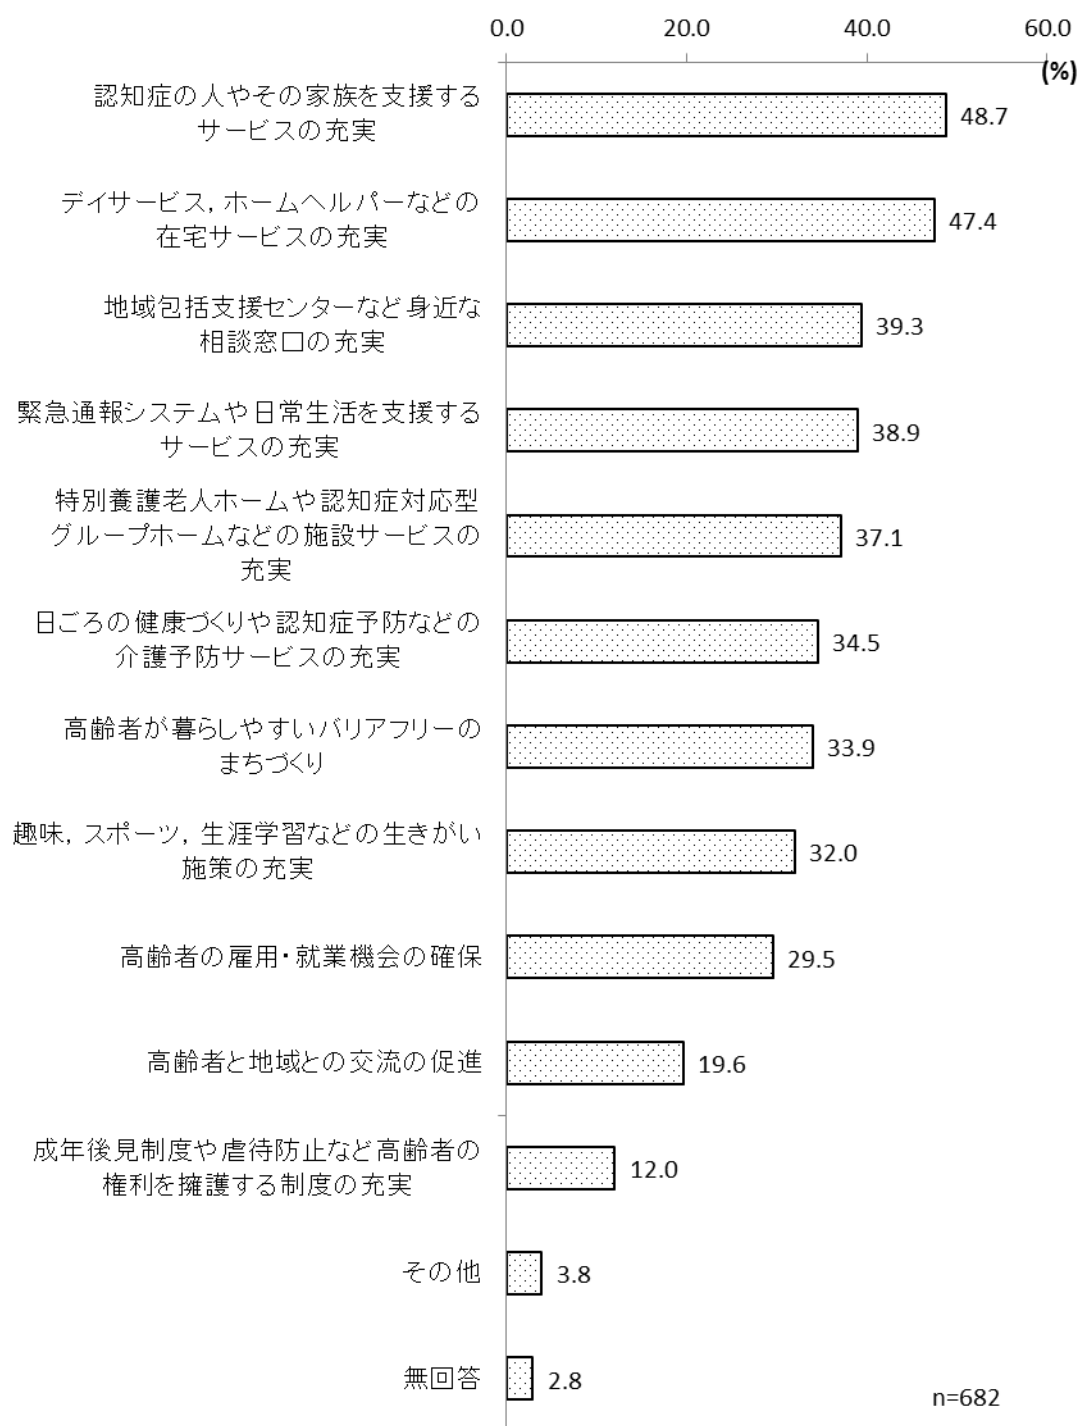 0.0 20.0 40.0 60.0
(%)
認知症の人やその家族を支援する
サービスの充実
48.7
デイサービス，ホームヘルパーなどの
在宅サービスの充実
47.4
地域包括支援センターなど身近な
相談窓口の充実
39.3
緊急通報システムや日常生活を支援する
サービスの充実
38.9
特別養護老人ホームや認知症対応型
グループホームなどの施設サービスの
充実
37.1
日ごろの健康づくりや認知症予防などの
介護予防サービスの充実
34.5
高齢者が暮らしやすいバリアフリーの
まちづくり
33.9
趣味，スポーツ，生涯学習などの生きがい
施策の充実
32.0
高齢者の雇用・就業機会の確保
29.5
高齢者と地域との交流の促進
19.6
成年後見制度や虐待防止など高齢者の
権利を擁護する制度の充実
12.0
その他
3.8
無回答
2.8
n=682